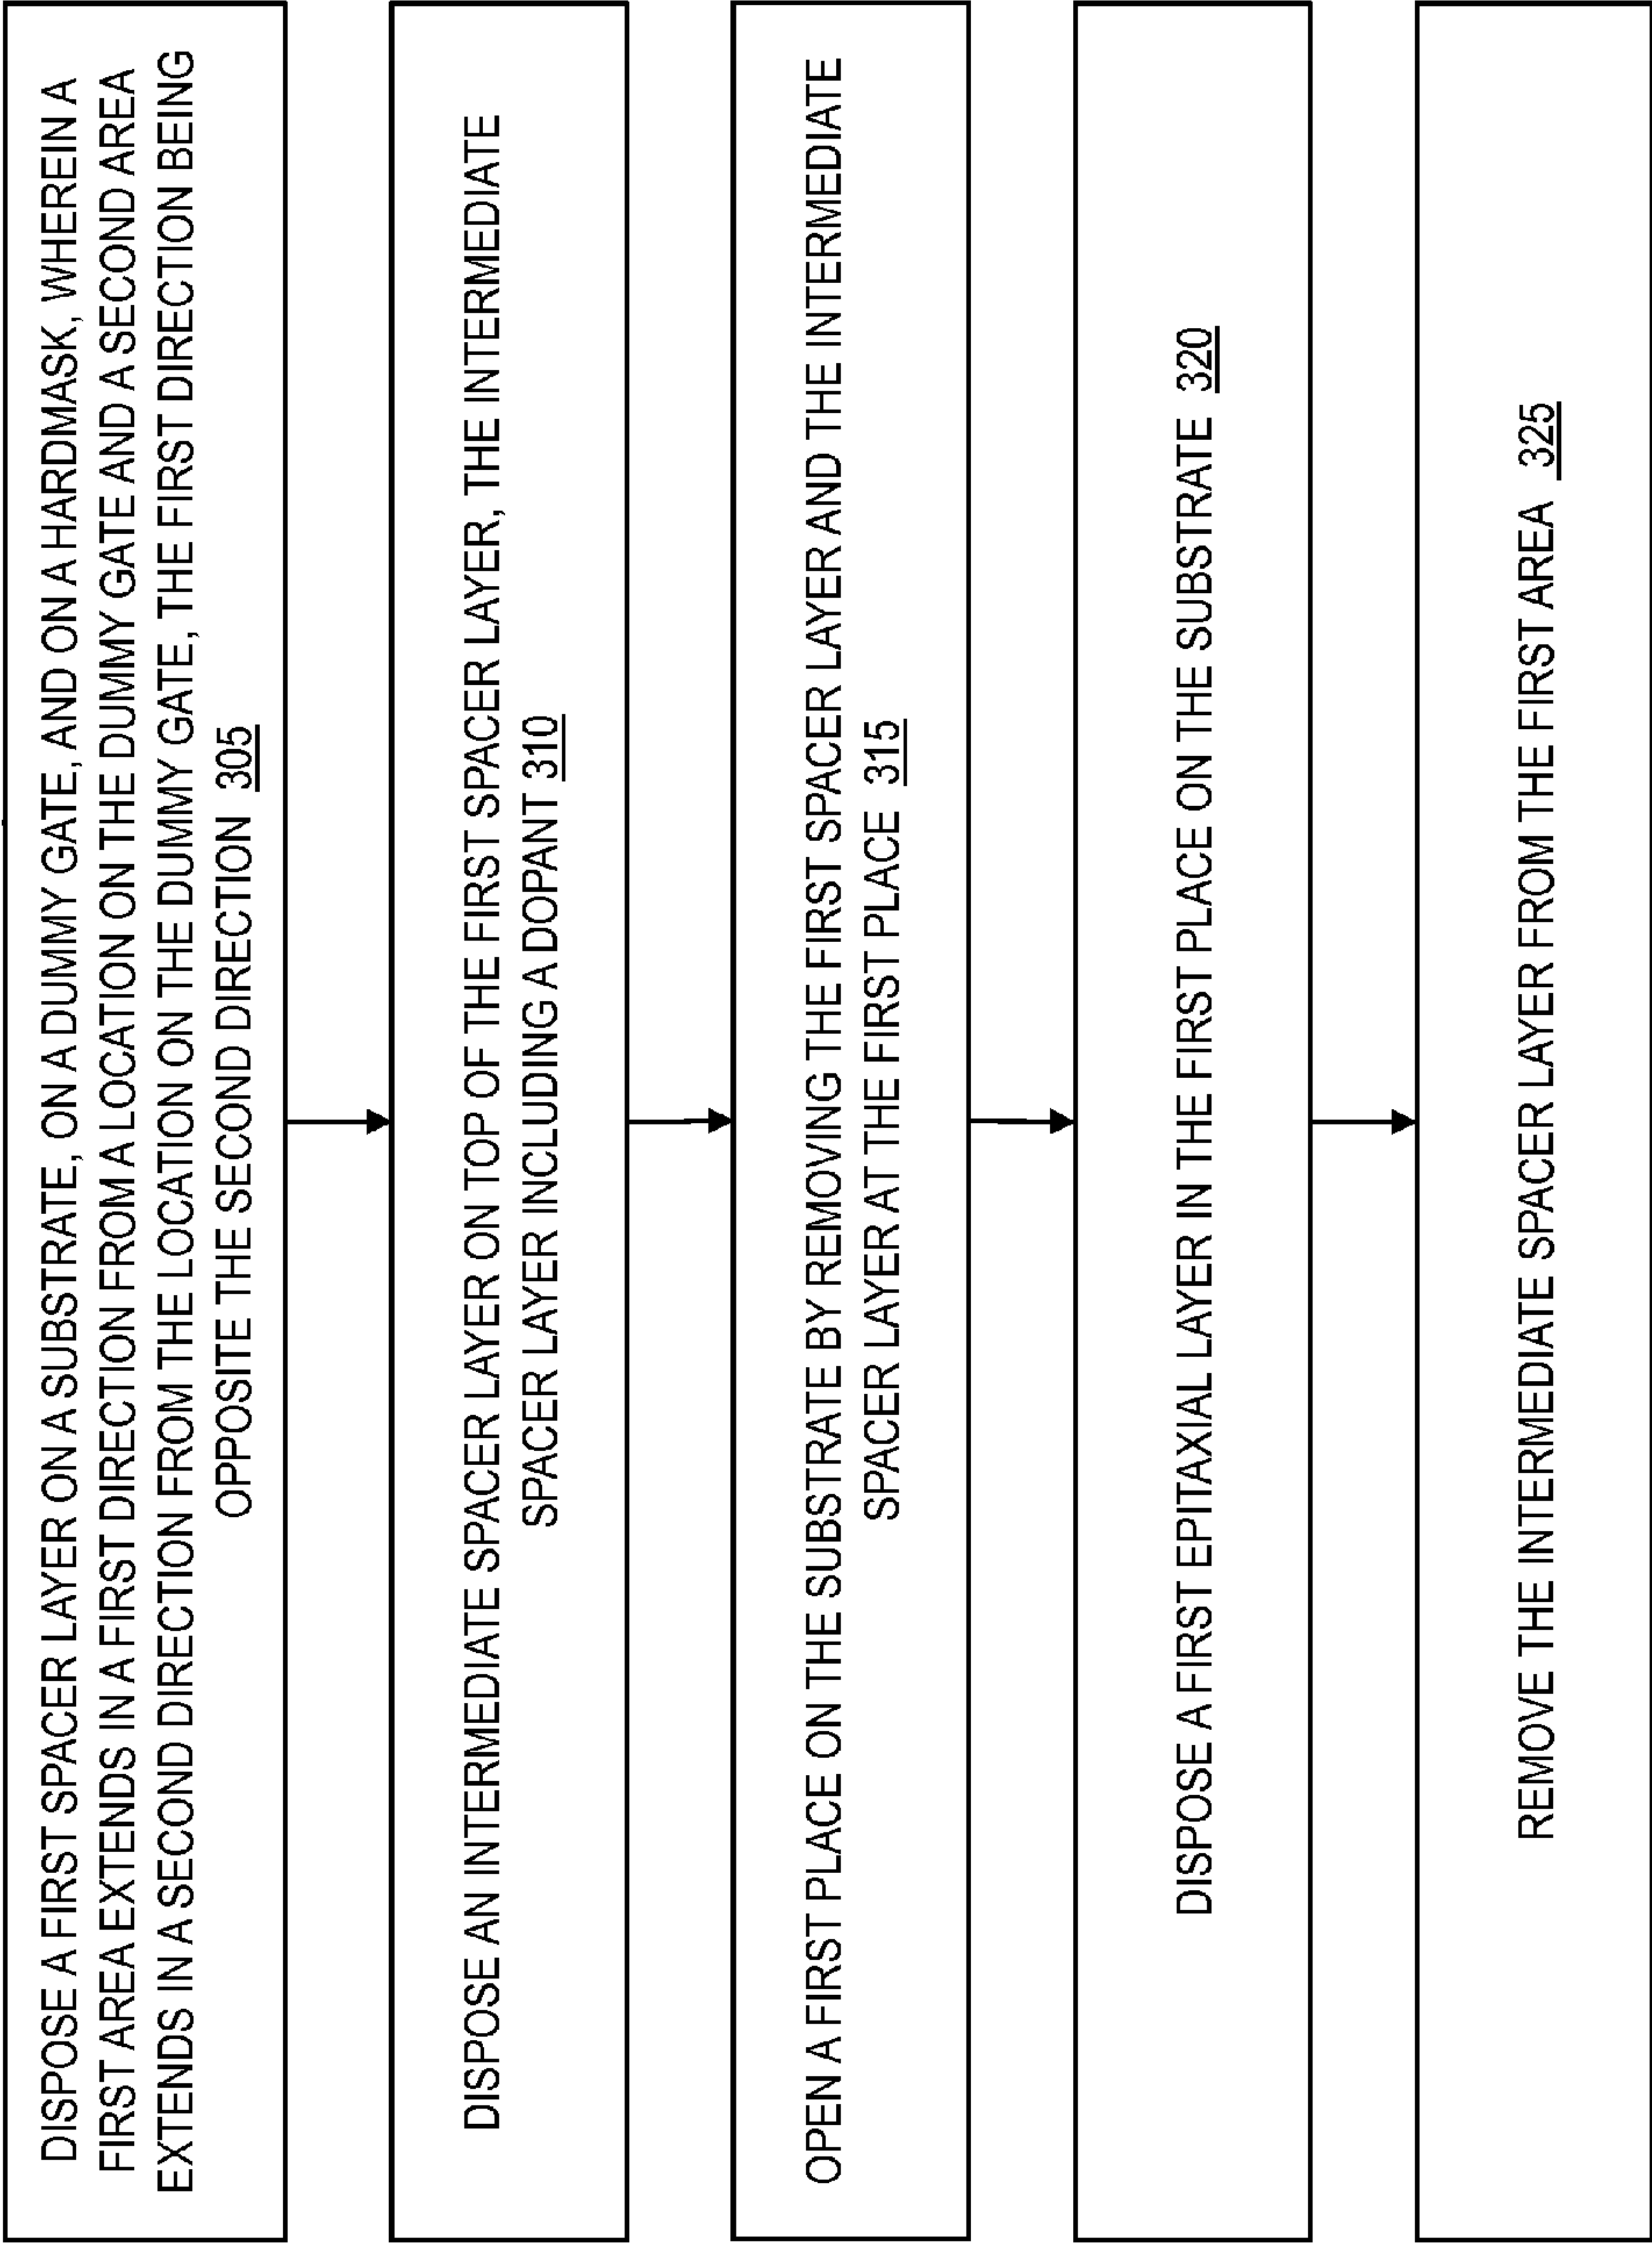 DISPOSE A FIRST SPACER LAYER ON A SUBSTRATE, ON A DUMMY GATE, AND ON A HARDMASK, WHEREIN A
FIRST AREA EXTENDS IN A FIRST DIRECTION FROM A LOCATION ON THE DUMMY GATE AND A SECOND AREA
EXTENDS IN A SECOND DIRECTION FROM THE LOCATION ON THE DUMMY GATE, THE FIRST DIRECTION BEING
OPPOSITE THE SECOND DIRECTION 305
DISPOSE AN INTERMEDIATE SPACER LAYER ON TOP OF THE FIRST SPACER LAYER, THE INTERMEDIATE
SPACER LAYER INCLUDING A DOPANT 310
OPEN A FIRST PLACE ON THE SUBSTRATE BY REMOVING THE FIRST SPACER LAYER AND THE INTERMEDIATE
SPACER LAYER AT THE FIRST PLACE 315
DISPOSE A FIRST EPITAXIAL LAYER IN THE FIRST PLACE ON THE SUBSTRATE 320
REMOVE THE INTERMEDIATE SPACER LAYER FROM THE FIRST AREA 325